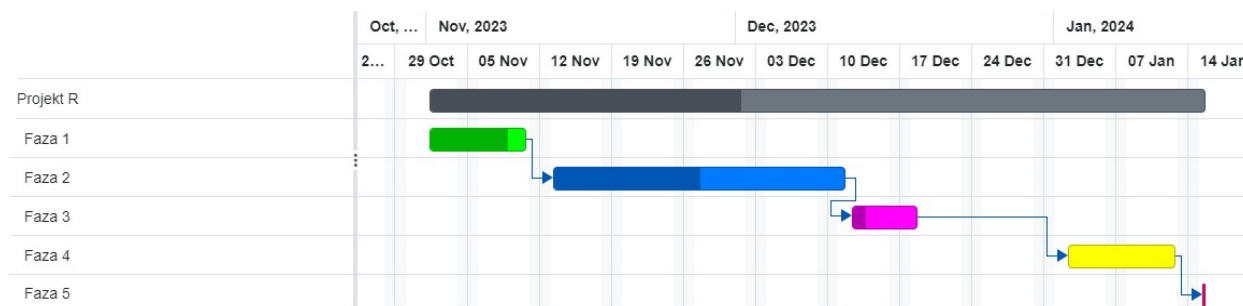 Oct, ... Nov, 2023 Dec, 2023 Jan, 2024
2... 29 Oct 05 Nov 12 Nov 19 Nov 26 Nov 03 Dec 10 Dec 17 Dec 24 Dec 31 Dec 07 Jan 14 Jan
Projekt R
Faza 1
Faza 2
Faza 3
Faza 4
Faza 5